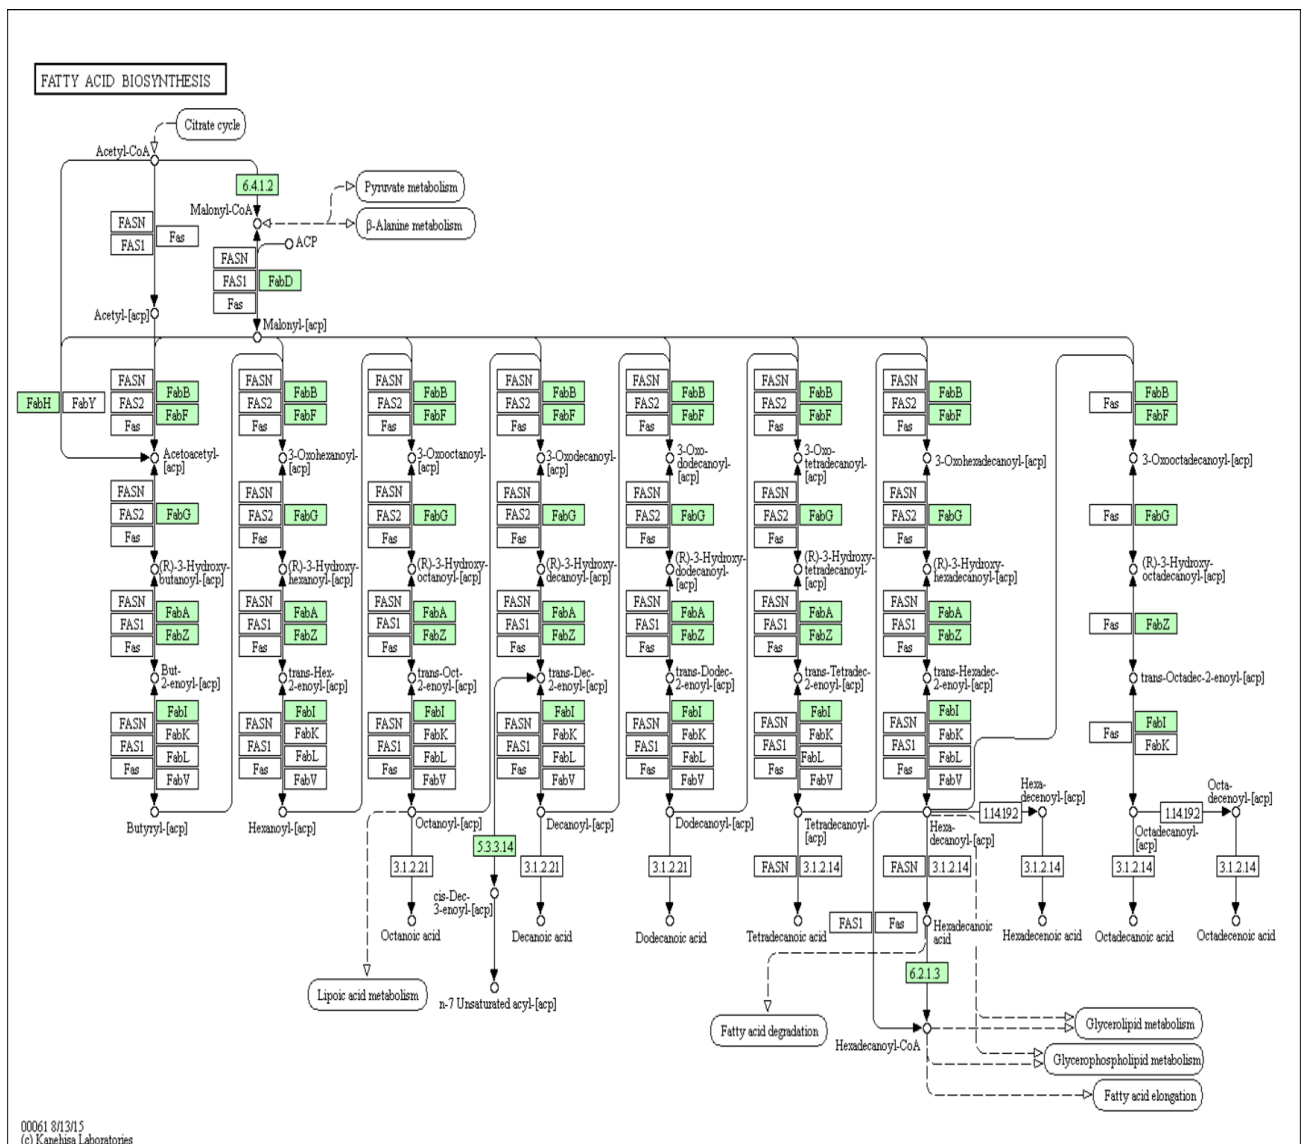 FATTY ACID BIOSYNTHESIS
Citrate cycle
Acetyl-CoA
6.4.1.2
Pyruvate metabolism
Malonyl-CoA
β-Alanine metabolism
FASN
Fas
FAS1
ACP
FASN
FAS1
FabD
Fas
Acetyl-[acp]
Malonyl-[acp]
FabH
FabY
FASN
FAS2
Fas
FabB
FabF
FASN
FAS2
Fas
FabB
FabF
FASN
FAS2
Fas
FabB
FabF
FASN
FAS2
Fas
FabB
FabF
FASN
FAS2
Fas
FabB
FabF
FASN
FAS2
Fas
FabB
FabF
FASN
FAS2
Fas
FabB
FabF
Fas
FabB
FabF
Acetoacetyl-
[acp]
3-Oxohexanoyl-
[acp]
3-Oxooctanoyl-
[acp]
3-Oxodecanoyl-
[acp]
3-Oxo-
dodecanoyl-
[acp]
3-Oxo-
tetradecanoyl-
[acp]
3-Oxohexadecanoyl-[acp]
3-Oxooctadecanoyl-[acp]
FASN
FAS2
Fas
FabG
FASN
FAS2
Fas
FabG
FASN
FAS2
Fas
FabG
FASN
FAS2
Fas
FabG
FASN
FAS2
Fas
FabG
FASN
FAS2
Fas
FabG
FASN
FAS2
Fas
FabG
Fas
FabG
(R)-3-Hydroxy-
butanoyl-[acp]
(R)-3-Hydroxy-
hexanoyl-[acp]
(R)-3-Hydroxy-
octanoyl-[acp]
(R)-3-Hydroxy-
decanoyl-[acp]
(R)-3-Hydroxy-
dodecanoyl-
[acp]
(R)-3-Hydroxy-
tetradecanoyl-
[acp]
(R)-3-Hydroxy-
hexadecanoyl-[acp]
(R)-3-Hydroxy-
octadecanoyl-[acp]
FASN
FAS1
Fas
FabA
FabZ
FASN
FAS1
Fas
FabA
FabZ
FASN
FAS1
Fas
FabA
FabZ
FASN
FAS1
Fas
FabA
FabZ
FASN
FAS1
Fas
FabA
FabZ
FASN
FAS1
Fas
FabA
FabZ
FASN
FAS1
Fas
FabA
FabZ
Fas
FabZ
But-
2-enoyl-[acp]
trans-Hex-
2-enoyl-[acp]
trans-Oct-
2-enoyl-[acp]
trans-Dec-
2-enoyl-[acp]
trans-Dodec-
2-enoyl-[acp]
trans-Tetradec-
2-enoyl-[acp]
trans-Hexadec-
2-enoyl-[acp]
trans-Octadec-2-enoyl-[acp]
FASN
FAS1
Fas
FabI
FabK
FabL
FabV
FASN
FAS1
Fas
FabI
FabK
FabL
FabV
FASN
FAS1
Fas
FabI
FabK
FabL
FabV
FASN
FAS1
Fas
FabI
FabK
FabL
FabV
FASN
FAS1
Fas
FabI
FabK
FabL
FabV
FASN
FAS1
Fas
FabI
FabK
FabL
FabV
FASN
FAS1
Fas
FabI
FabK
FabL
FabV
Fas
FabI
FabK
Butyryl-[acp]
Hexanoyl-[acp]
Octanoyl-[acp]
Decanoyl-[acp]
Dodecanoyl-[acp]
Tetradecanoyl-
[acp]
Hexa-
decanoyl-[acp]
1.14.19.2
Hexa-
decenoyl-[acp]
Octadecanoyl-
[acp]
1.14.19.2
Octa-
decenoyl-[acp]
3.1.2.21
5.3.3.14
3.1.2.21
3.1.2.21
FASN
3.1.2.14
FASN
3.1.2.14
3.1.2.14
3.1.2.14
3.1.2.14
cis-Dec-
3-enoyl-[acp]
Octanoic acid
Decanoic acid
Dodecanoic acid
Tetradecanoic acid
FAS1
Fas
Hexadecanoic
acid
Hexadecenoic acid
Octadecanoic acid
Octadecenoic acid
6.2.1.3
Lipoic acid metabolism
n-7 Unsaturated acyl-[acp]
Fatty acid degradation
Hexadecanoyl-CoA
Glycerolipid metabolism
Glycerophospholipid metabolism
Fatty acid elongation
00061 8/13/15
(c) Kanehisa Laboratories